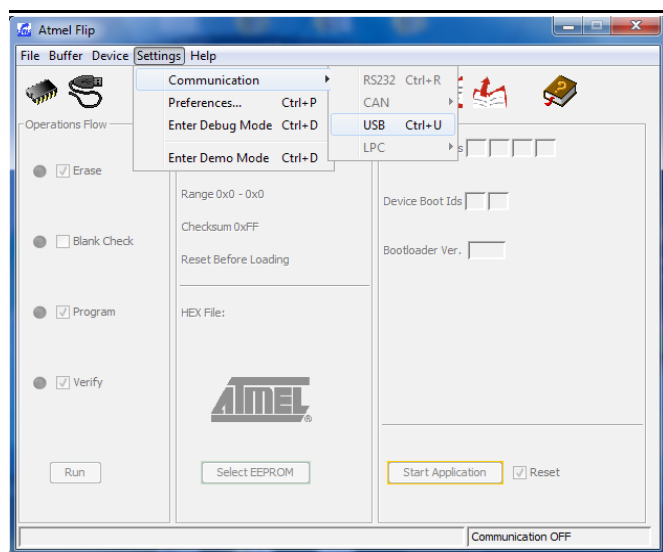 Atmel Flip
File Buffer Device Settings Help
Communication
Preferences... Ctrl+P
Enter Debug Mode Ctrl+D
Enter Demo Mode Ctrl+D
RS232 Ctrl+R
CAN
USB Ctrl+U
LPC
Operations Flow
Erase
Blank Check
Program
Verify
Run
Range 0x0 - 0x0
Checksum 0xFF
Reset Before Loading
HEX File:
ATMEL
Select EEPROM
Device Boot Ids
Bootloader Ver.
Start Application
Reset
Communication OFF